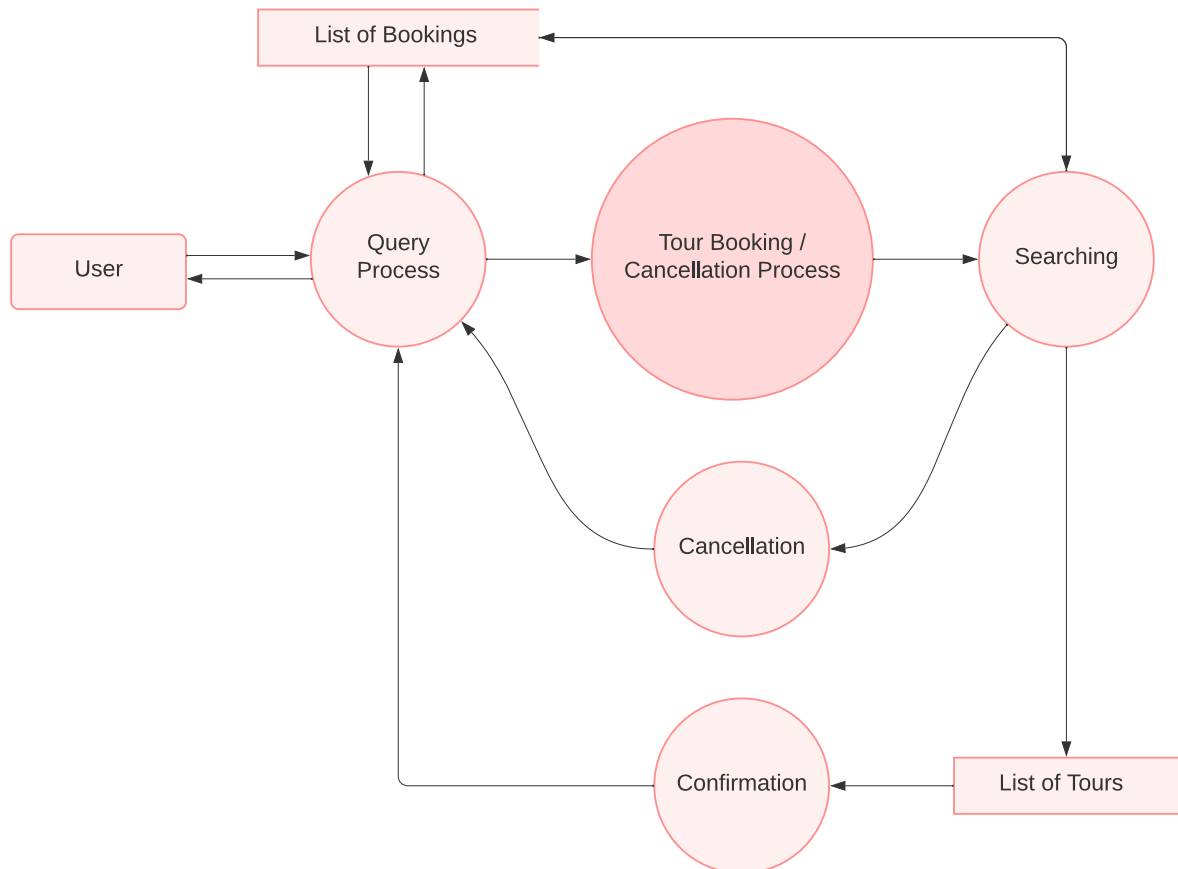 List of Bookings
User
Query
Process
Tour Booking /
Cancellation Process
Searching
Cancellation
Confirmation
List of Tours